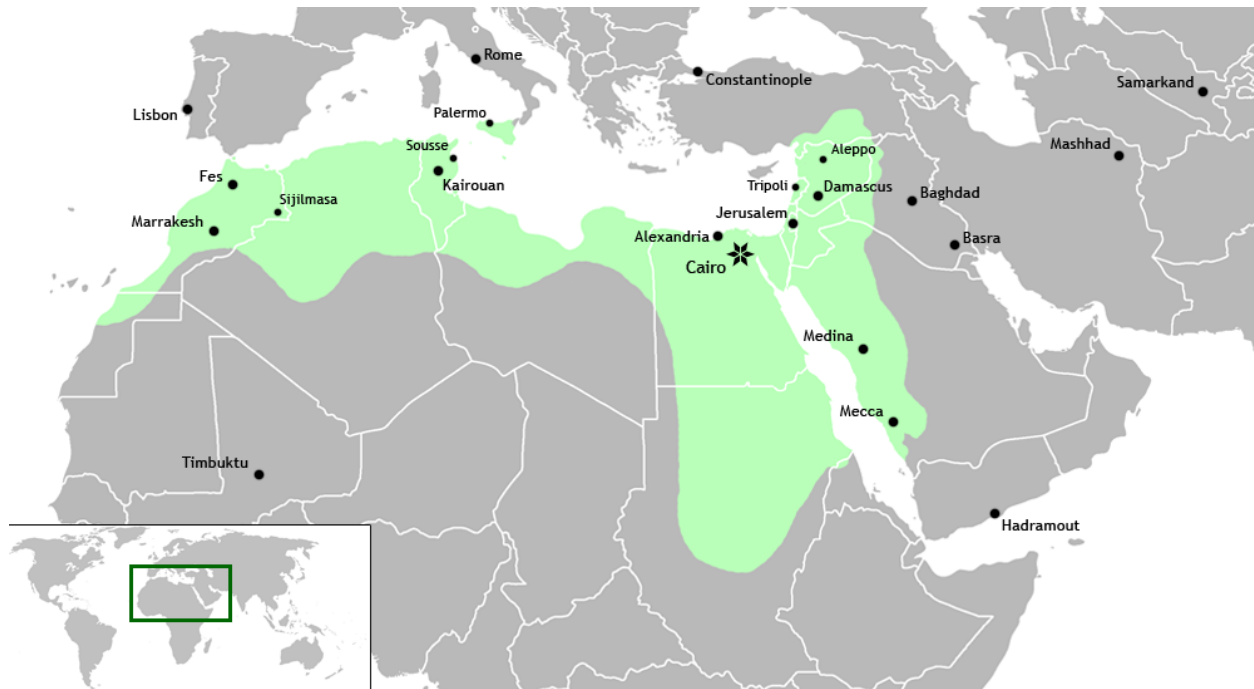 Rome
Constantinople
Samarkand
Lisbon
Palermo
Sousse
Aleppo
Mashhad
Fes
Kairouan
Tripoli
Damascus
Baghdad
Sijilmasa
Marrakesh
Jerusalem
Alexandria
Basra
Cairo
Medina
Mecca
Timbuktu
Hadramout